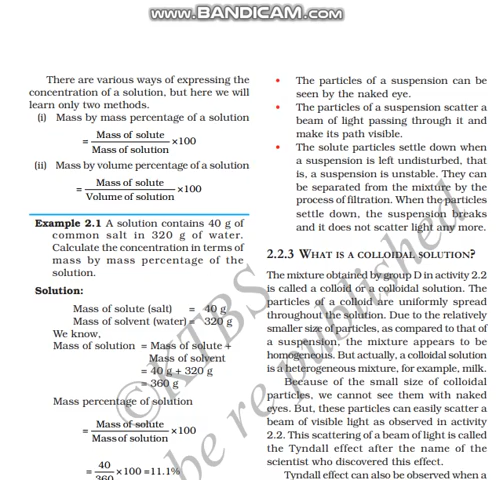 www.BANDICAM.com
There are various ways of expressing the
concentration of a solution, but here we will
learn only two methods.
(i) Mass by mass percentage of a solution
= Mass of solute / Mass of solution ×100
(ii) Mass by volume percentage of a solution
= Mass of solute / Volume of solution ×100
Example 2.1 A solution contains 40 g of
common salt in 320 g of water.
Calculate the concentration in terms of
mass by mass percentage of the
solution.
Solution:
Mass of solute (salt) = 40 g
Mass of solvent (water) = 320 g
We know,
Mass of solution = Mass of solute +
Mass of solvent
= 40 g + 320 g
= 360 g
Mass percentage of solution
= Mass of solute / Mass of solution ×100
= 40 / 360 ×100 =11.1%
• The particles of a suspension can be
seen by the naked eye.
• The particles of a suspension scatter a
beam of light passing through it and
make its path visible.
• The solute particles settle down when
a suspension is left undisturbed, that
is, a suspension is unstable. They can
be separated from the mixture by the
process of filtration. When the particles
settle down, the suspension breaks
and it does not scatter light any more.
2.2.3 WHAT IS A COLLOIDAL SOLUTION?
The mixture obtained by group D in activity 2.2
is called a colloid or a colloidal solution. The
particles of a colloid are uniformly spread
throughout the solution. Due to the relatively
smaller size of particles, as compared to that of
a suspension, the mixture appears to be
homogeneous. But actually, a colloidal solution
is a heterogeneous mixture, for example, milk.
Because of the small size of colloidal
particles, we cannot see them with naked
eyes. But, these particles can easily scatter a
beam of visible light as observed in activity
2.2. This scattering of a beam of light is called
the Tyndall effect after the name of the
scientist who discovered this effect.
Tyndall effect can also be observed when a
©KTBS
be re published